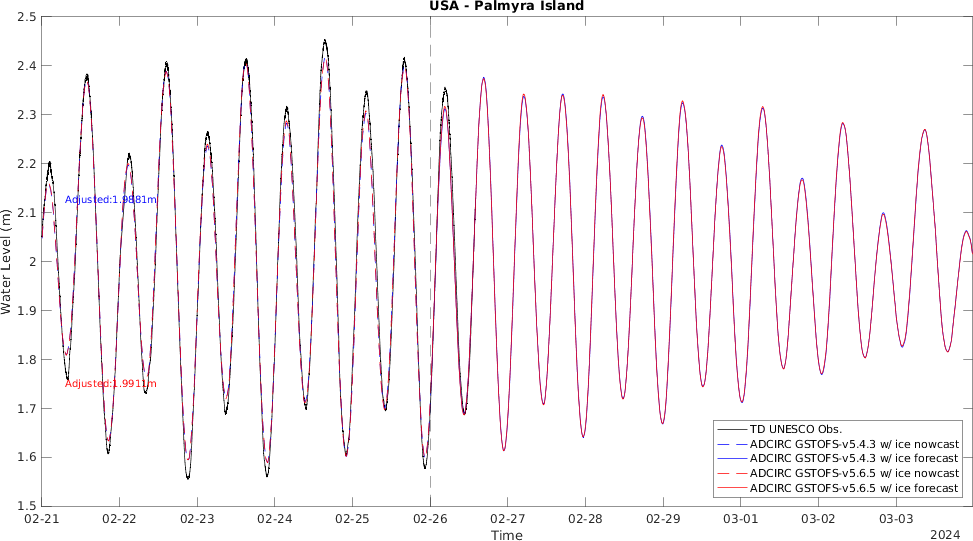 USA - Palmyra Island
2.5
2.4
2.3
2.2
2.1
2
1.9
1.8
1.7
1.6
1.5
Water Level (m)
Adjusted:1.9881m
Adjusted:1.9911m
TD UNESCO Obs.
ADCIRC GSTOFS-v5.4.3 w/ ice nowcast
ADCIRC GSTOFS-v5.4.3 w/ ice forecast
ADCIRC GSTOFS-v5.6.5 w/ ice nowcast
ADCIRC GSTOFS-v5.6.5 w/ ice forecast
02-21 02-22 02-23 02-24 02-25 02-26 02-27 02-28 02-29 03-01 03-02 03-03
Time
2024